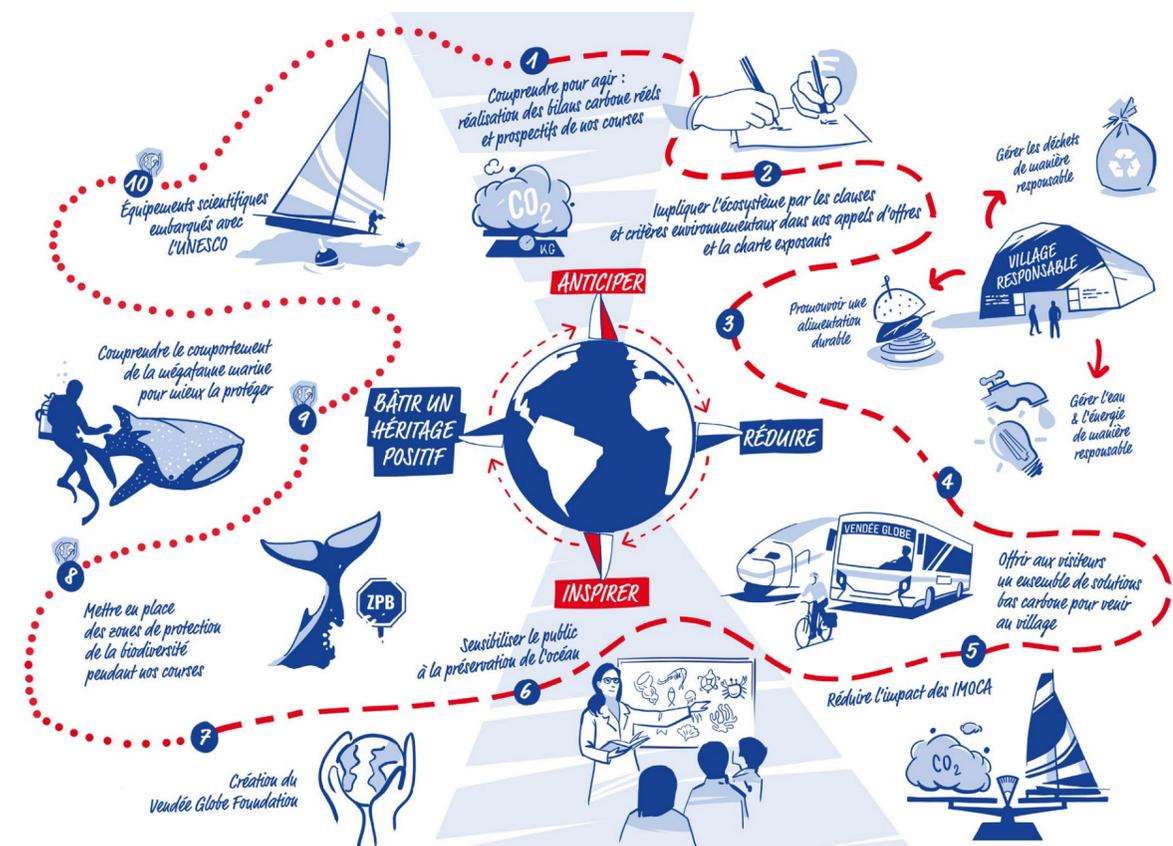 1
Comprendre pour agir :
réalisation des bilans carbone réels
et prospectifs de nos courses
CO2
KG
ANTICIPER
2
Impliquer l'écosystème par les clauses
et critères environnementaux dans nos appels d'offres
et la charte exposants
3
VILLAGE
RESPONSABLE
Gérer les déchets
de manière
responsable
Promouvoir une
alimentation
durable
Gérer l'eau
& l'énergie
de manière
responsable
RÉDUIRE
4
VENDÉE GLOBE
Offrir aux visiteurs
un ensemble de solutions
bas carbone pour venir
au village
5
Réduire l'impact des IMOCA
CO2
INSPIRER
6
Sensibiliser le public
à la préservation de l'océan
7
Création du
Vendée Globe Foundation
BÂTIR UN
HÉRITAGE
POSITIF
8
Mettre en place
des zones de protection
de la biodiversité
pendant nos courses
ZPB
9
Comprendre le comportement
de la mégafaune marine
pour mieux la protéger
10
Équipements scientifiques
embarqués avec
l'UNESCO